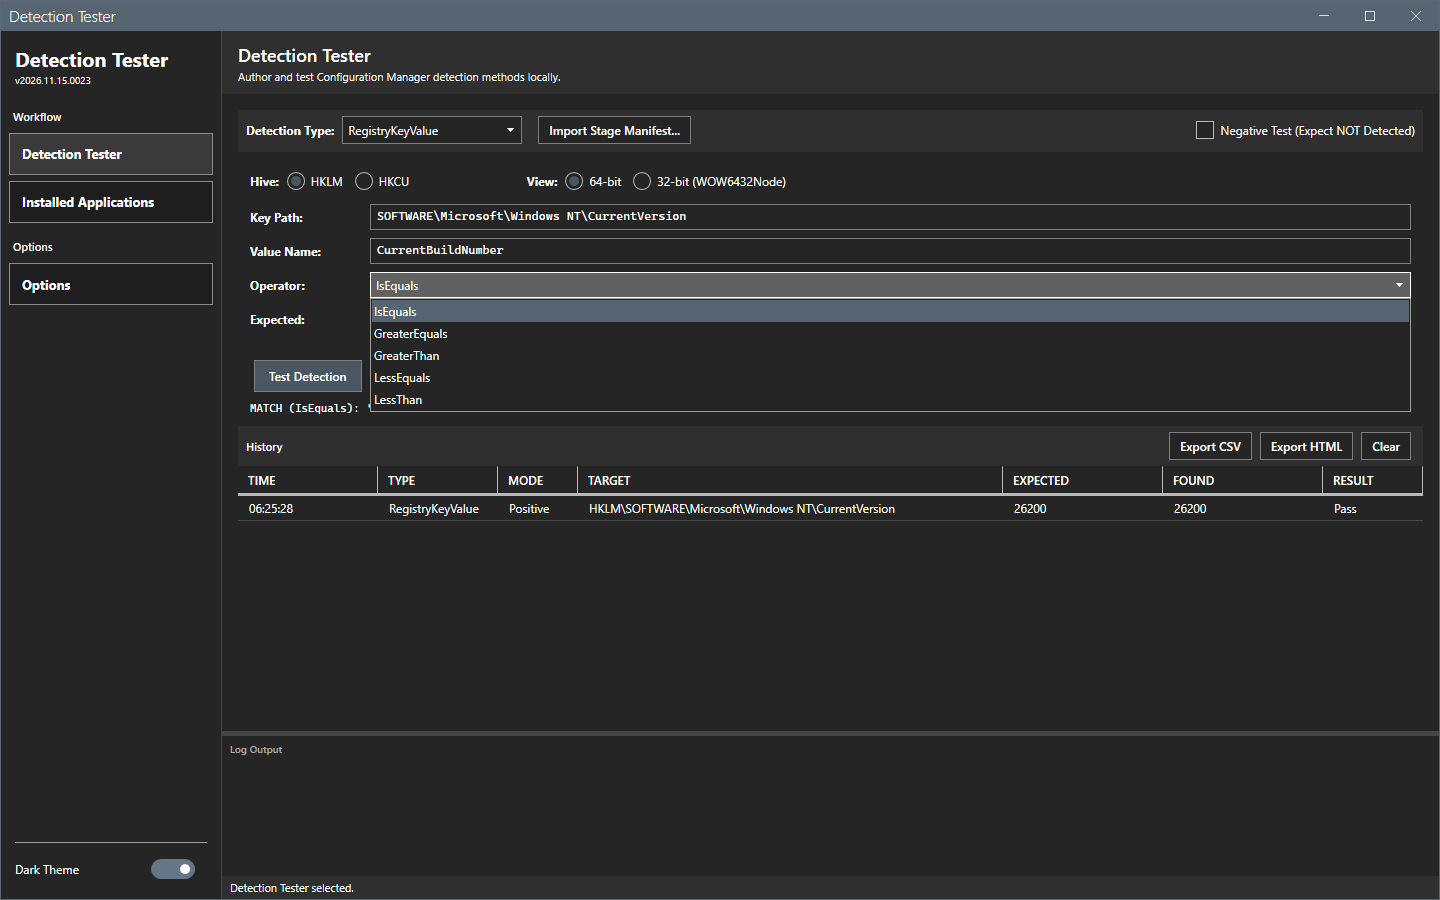 Detection Tester
Detection Tester
v2026.11.15.0023
Workflow
Detection Tester
Installed Applications
Options
Options
Dark Theme
Detection Tester
Author and test Configuration Manager detection methods locally.
Detection Type: RegistryKeyValue Import Stage Manifest... Negative Test (Expect NOT Detected)
Hive: HKLM HKCU View: 64-bit 32-bit (WOW6432Node)
Key Path: SOFTWARE\Microsoft\Windows NT\CurrentVersion
Value Name: CurrentBuildNumber
Operator: IsEquals
IsEquals
GreaterEquals
GreaterThan
LessEquals
LessThan
Expected:
Test Detection
MATCH (IsEquals):
History Export CSV Export HTML Clear
TIME TYPE MODE TARGET EXPECTED FOUND RESULT
06:25:28 RegistryKeyValue Positive HKLM\SOFTWARE\Microsoft\Windows NT\CurrentVersion 26200 26200 Pass
Log Output
Detection Tester selected.